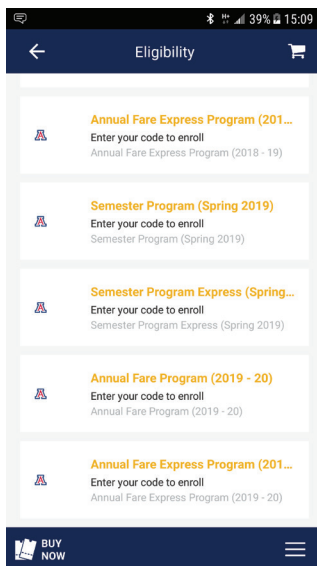 39% 15:09
Eligibility
Annual Fare Express Program (201...
Enter your code to enroll
Annual Fare Express Program (2018 - 19)
Semester Program (Spring 2019)
Enter your code to enroll
Semester Program (Spring 2019)
Semester Program Express (Spring...
Enter your code to enroll
Semester Program Express (Spring 2019)
Annual Fare Program (2019 - 20)
Enter your code to enroll
Annual Fare Program (2019 - 20)
Annual Fare Express Program (201...
Enter your code to enroll
Annual Fare Express Program (2019 - 20)
BUY
NOW